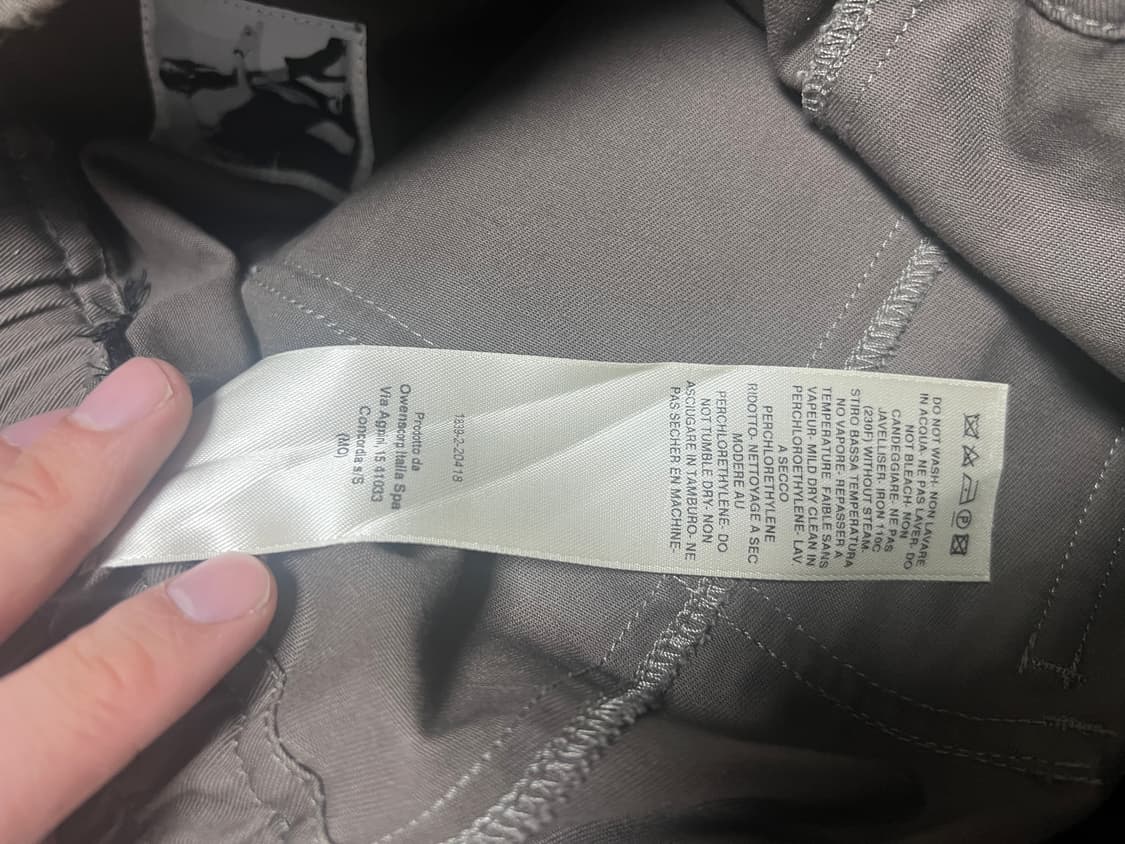 DO NOT WASH- NON LAVARE
IN ACQUA- NE PAS LAVER- DO
NOT BLEACH- NON
CANDEGGIARE- NE PAS
JAVELLISER- IRON 110C
(230F) WITHOUT STEAM-
STIRO BASSA TEMPERATURA
NO VAPORE- REPASSER A
TEMPERATURE FAIBLE SANS
VAPEUR- MILD DRY CLEAN IN
PERCHLOROETHYLENE- LAV
A SECCO
PERCHLORETHYLENE
RIDOTTO- NETTOYAGE À SEC
MODERE AU
PERCHLORETHYLENE- DO
NOT TUMBLE DRY- NON
ASCIUGARE IN TAMBURO- NE
PAS SECHER EN MACHINE-
1839-2-20418
Prodotto da
Owenscorp Italia Spa
Via Agnini, 15 41033
Concordia s/S
(MO)